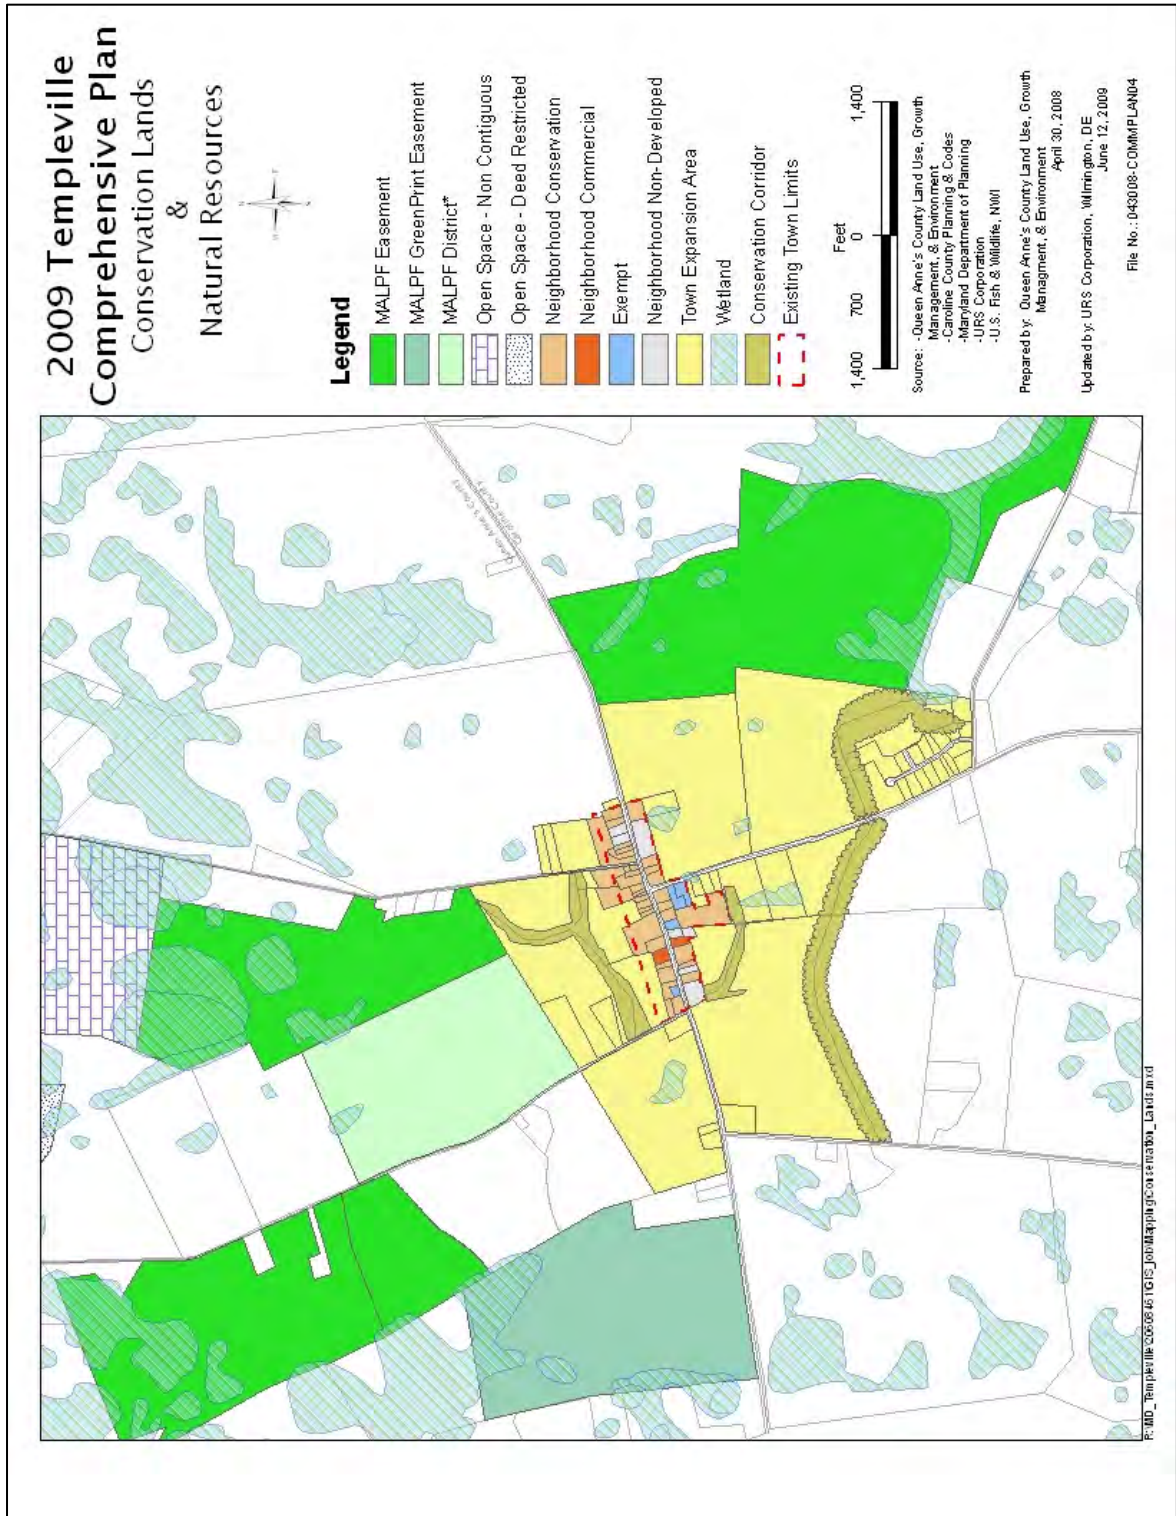 2009 Templeville
Comprehensive Plan
Conservation Lands
&
Natural Resources
Legend
MALPF Easement
MALPF GreenPrint Easement
MALPF District*
Open Space - Non Contiguous
Open Space - Deed Restricted
Neighborhood Conservation
Neighborhood Commercial
Exempt
Neighborhood Non-Developed
Town Expansion Area
Wetland
Conservation Corridor
Existing Town Limits
Feet
1,400 700 0 1,400
Source: -Queen Anne's County Land Use, Growth
Management, & Environment
-Caroline County Planning & Codes
-Maryland Department of Planning
-URS Corporation
-U.S. Fish & Wildlife, NWI
Prepared by: Queen Anne's County Land Use, Growth
Managment, & Environment
April 30, 2008
Updated by: URS Corporation, Wilmington, DE
June 12, 2009
File No.: 043008-COMMPLAN04
Queen Anne's County
Caroline County